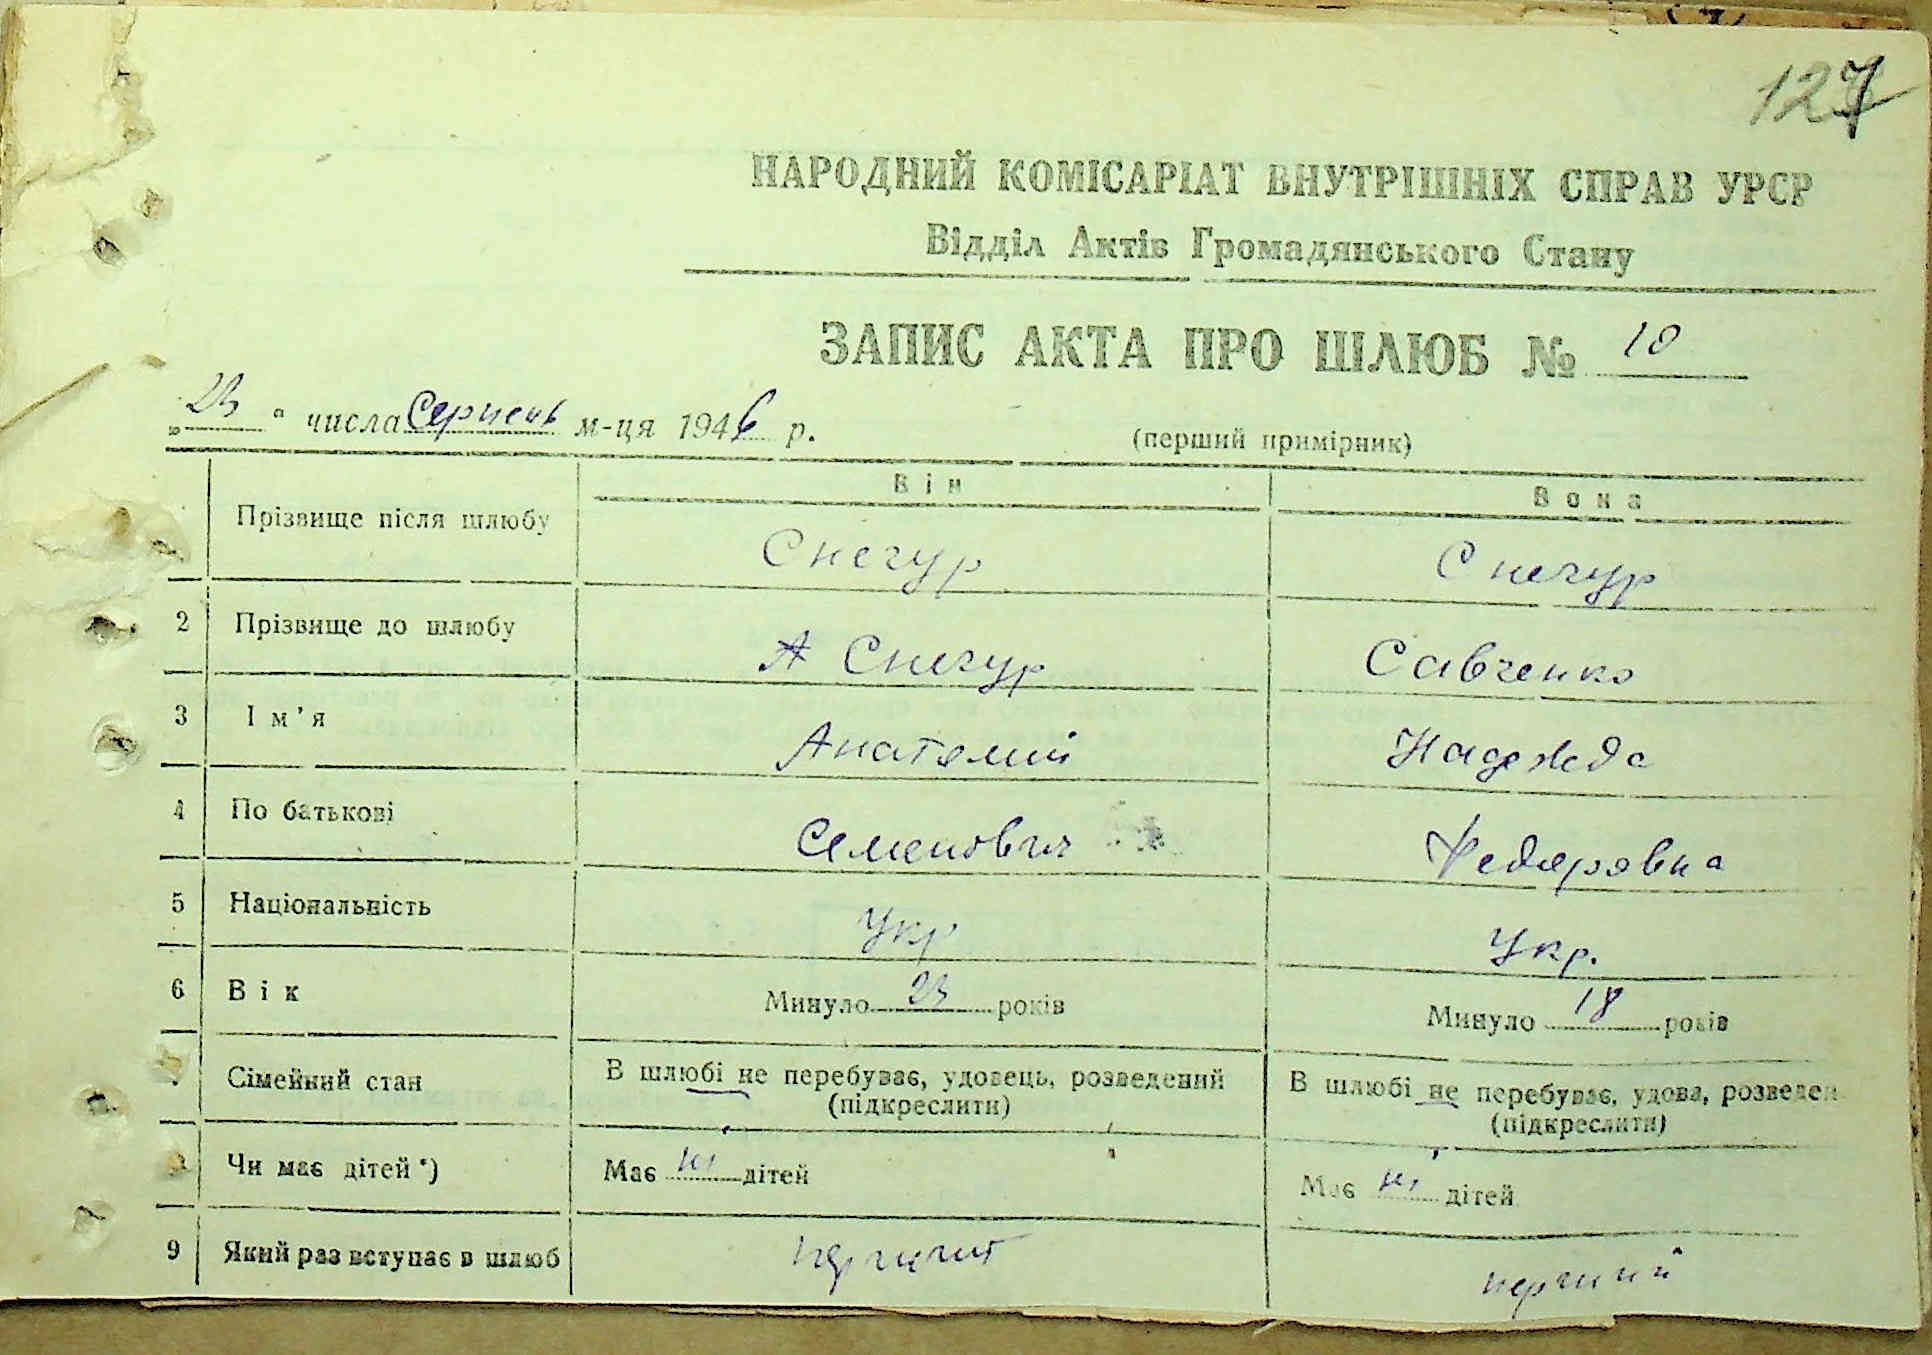 127
НАРОДНИЙ КОМІСАРІАТ ВНУТРІШНІХ СПРАВ УРСР
Відділ Актів Громадянського Стану
ЗАПИС АКТА ПРО ШЛЮБ № 10
„23" числа Серпень м-ця 1946 р.
(перший примірник)
Він Вона
Прізвище після шлюбу Снегур Снегур
2 Прізвище до шлюбу Снегур Савченко
3 Ім'я Анатолий Надежда
4 По батькові Семенович Федоровна
5 Національність Укр Укр.
6 Вік Минуло 23 років Минуло 18 років
Сімейний стан В шлюбі не перебуває, удовець, розведений В шлюбі не перебуває, удова, розведен
(підкреслити) (підкреслити)
Чи має дітей*) Має ні дітей Має ні дітей
9 Який раз вступає в шлюб перший перший